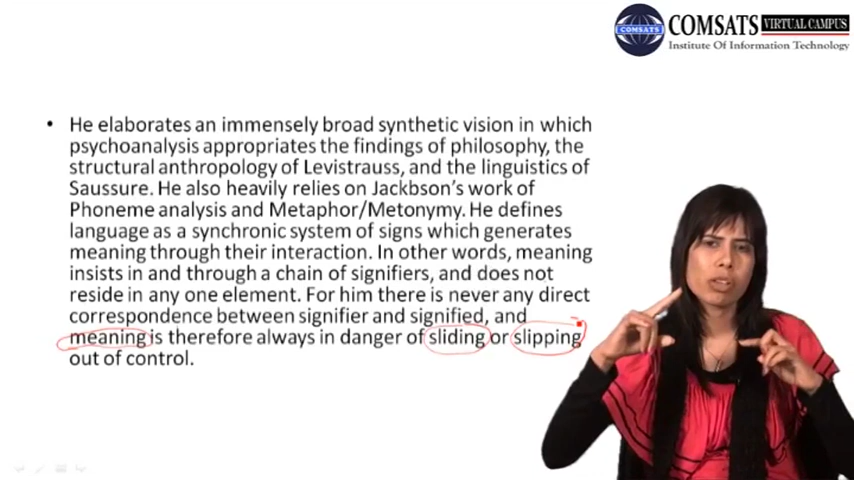 COMSATS VIRTUAL CAMPUS
COMSATS Institute Of Information Technology
• He elaborates an immensely broad synthetic vision in which
psychoanalysis appropriates the findings of philosophy, the
structural anthropology of Levistrauss, and the linguistics of
Saussure. He also heavily relies on Jackbson's work of
Phoneme analysis and Metaphor/Metonymy. He defines
language as a synchronic system of signs which generates
meaning through their interaction. In other words, meaning
insists in and through a chain of signifiers, and does not
reside in any one element. For him there is never any direct
correspondence between signifier and signified, and
meaning is therefore always in danger of sliding or slipping
out of control.